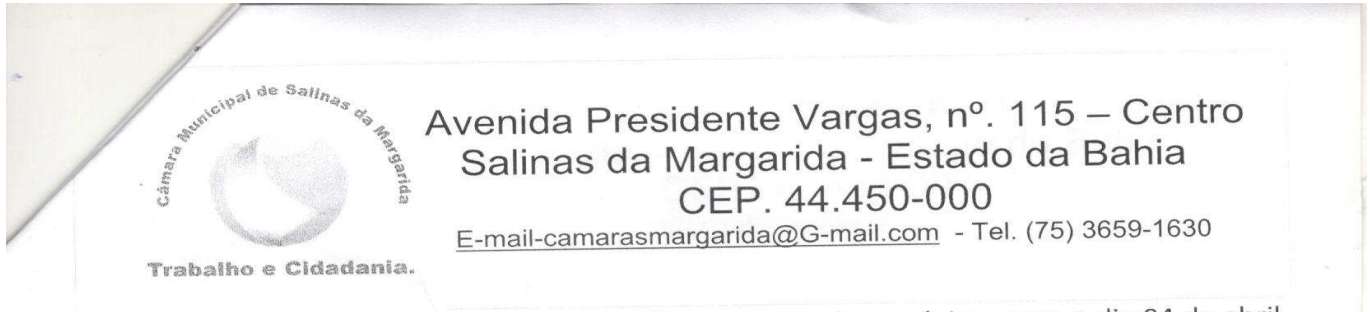 Câmara Municipal de Salinas da Margarida
Trabalho e Cidadania.
Avenida Presidente Vargas, nº. 115 – Centro
Salinas da Margarida - Estado da Bahia
CEP. 44.450-000
E-mail-camarasmargarida@G-mail.com - Tel. (75) 3659-1630